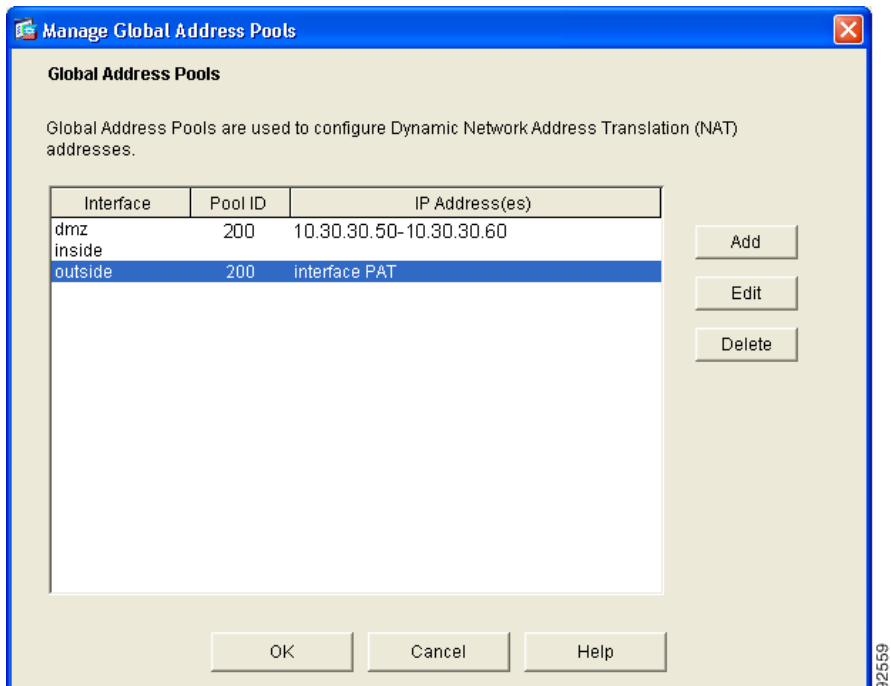 Manage Global Address Pools
Global Address Pools
Global Address Pools are used to configure Dynamic Network Address Translation (NAT)
addresses.
Interface Pool ID IP Address(es)
dmz 200 10.30.30.50-10.30.30.60
inside
outside 200 interface PAT
Add
Edit
Delete
OK Cancel Help